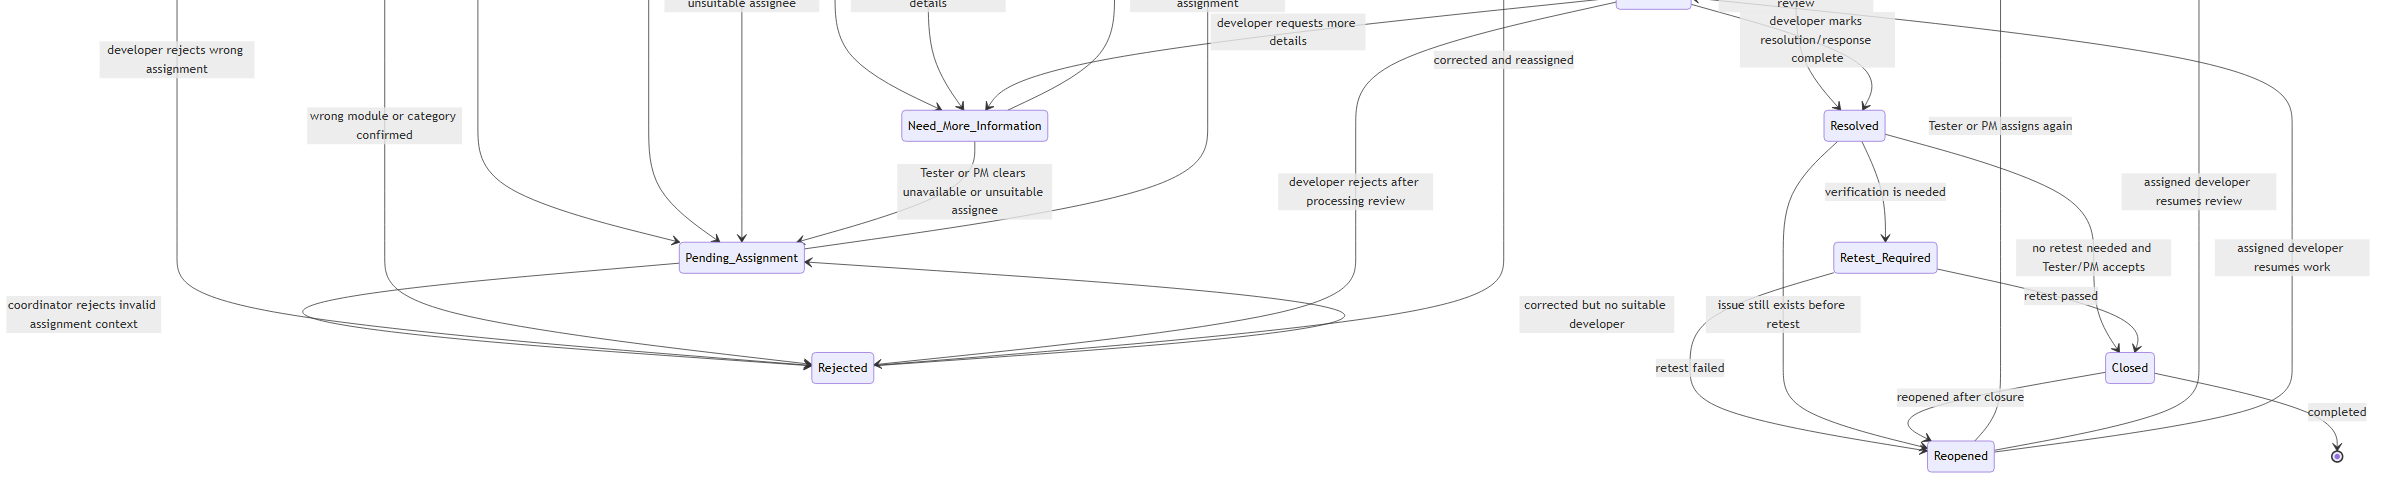 unsuitable assignee
details
assignment
review
developer requests more
details
developer marks
resolution/response
complete
developer rejects wrong
assignment
corrected and reassigned
wrong module or category
confirmed
Need_More_Information
Resolved
Tester or PM assigns again
Tester or PM clears
unavailable or unsuitable
assignee
developer rejects after
processing review
verification is needed
assigned developer
resumes review
Pending_Assignment
Retest_Required
no retest needed and
Tester/PM accepts
assigned developer
resumes work
coordinator rejects invalid
assignment context
corrected but no suitable
developer
issue still exists before
retest
retest passed
Rejected
retest failed
Closed
reopened after closure
completed
Reopened